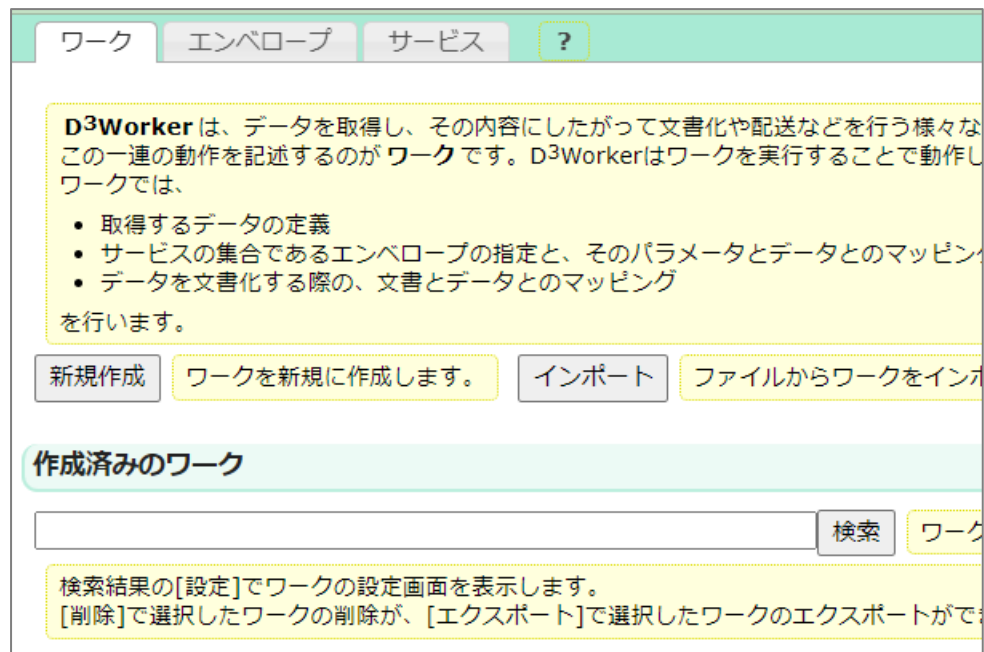 ワーク エンベロープ サービス ?
D3Worker は、データを取得し、その内容にしたがって文書化や配送などを行う様々な
この一連の動作を記述するのが ワーク です。D3Workerはワークを実行することで動作し
ワークでは、
• 取得するデータの定義
• サービスの集合であるエンベロープの指定と、そのパラメータとデータとのマッピン
• データを文書化する際の、文書とデータとのマッピング
を行います。
新規作成 ワークを新規に作成します。 インポート ファイルからワークをイン
作成済みのワーク
検索 ワーク
検索結果の[設定]でワークの設定画面を表示します。
[削除]で選択したワークの削除が、[エクスポート]で選択したワークのエクスポートがで